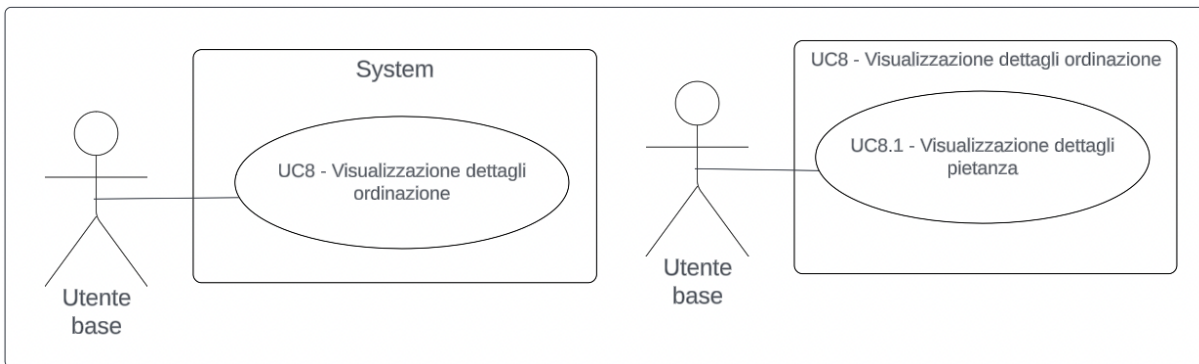 System
UC8 - Visualizzazione dettagli
ordinazione
Utente
base
UC8 - Visualizzazione dettagli ordinazione
UC8.1 - Visualizzazione dettagli
pietanza
Utente
base